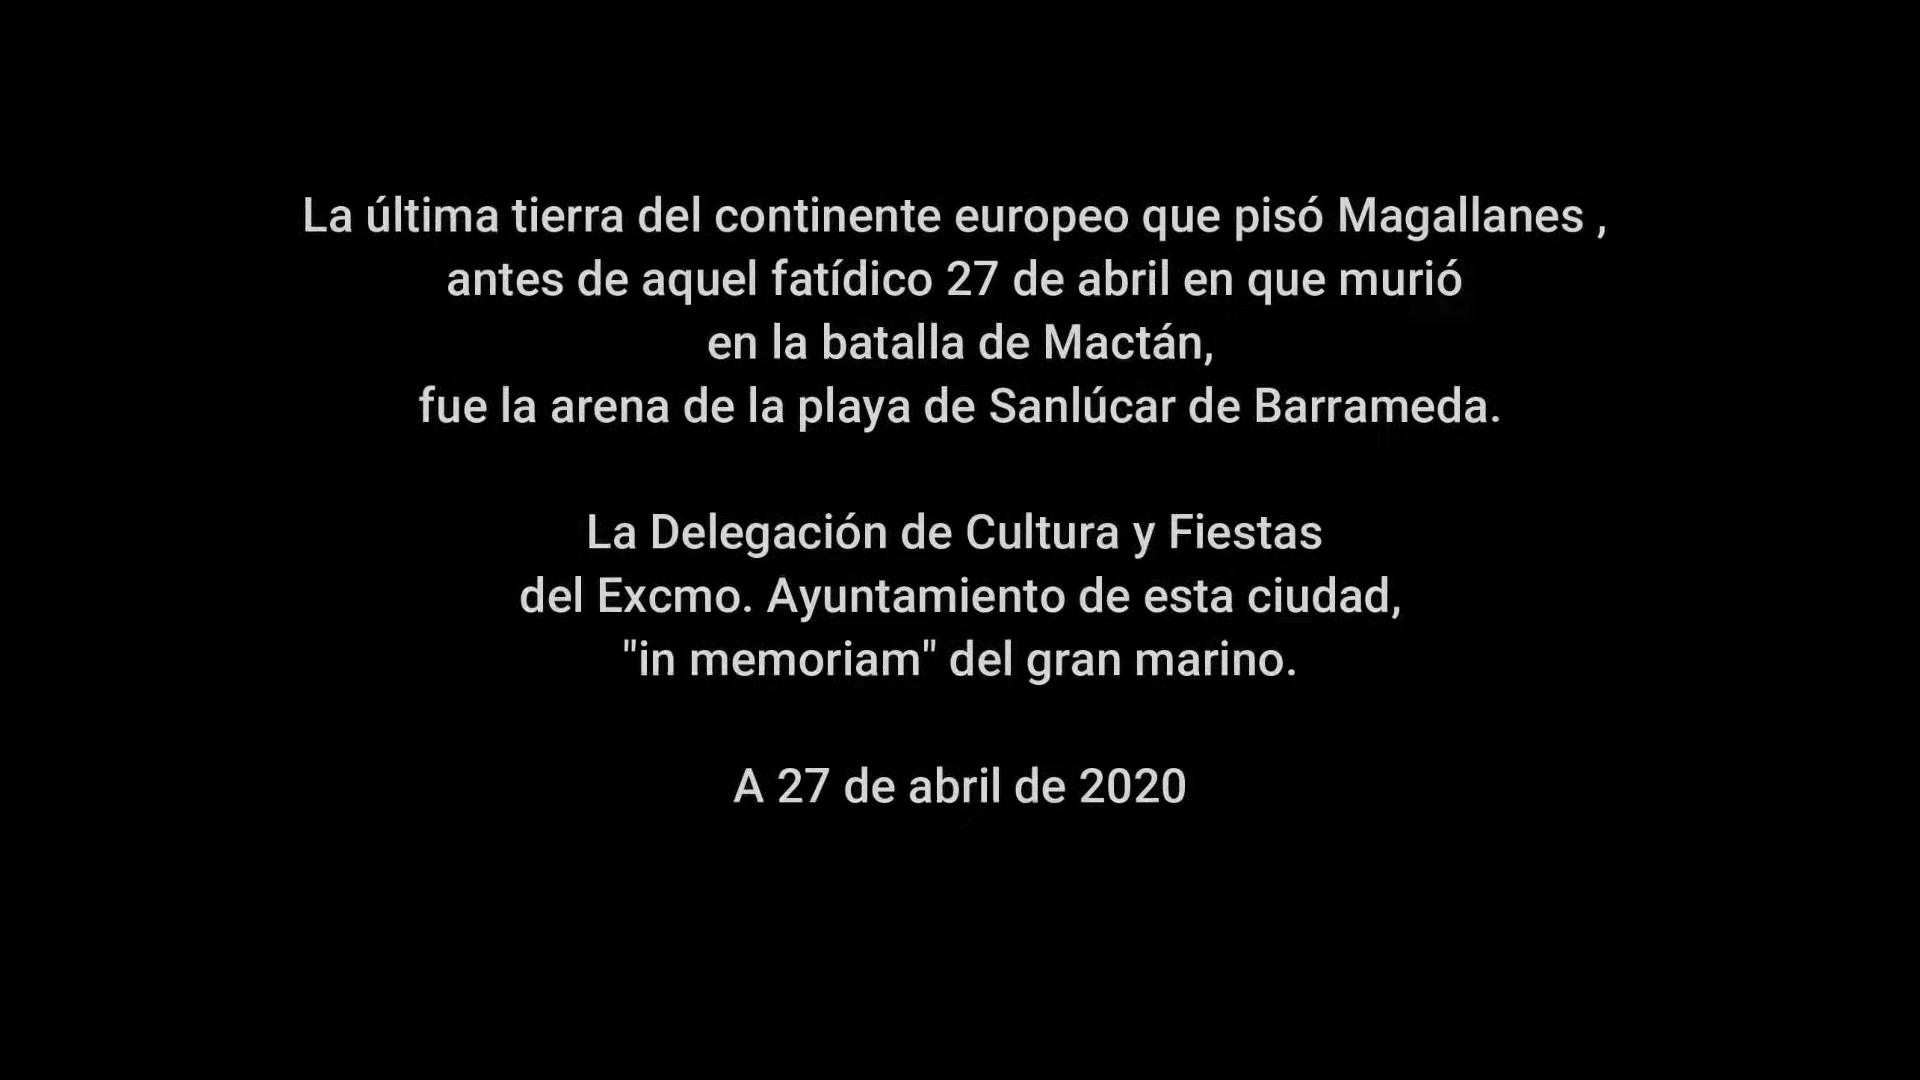 La última tierra del continente europeo que pisó Magallanes ,
antes de aquel fatídico 27 de abril en que murió
en la batalla de Mactán,
fue la arena de la playa de Sanlúcar de Barrameda.
La Delegación de Cultura y Fiestas
del Excmo. Ayuntamiento de esta ciudad,
"in memoriam" del gran marino.
A 27 de abril de 2020